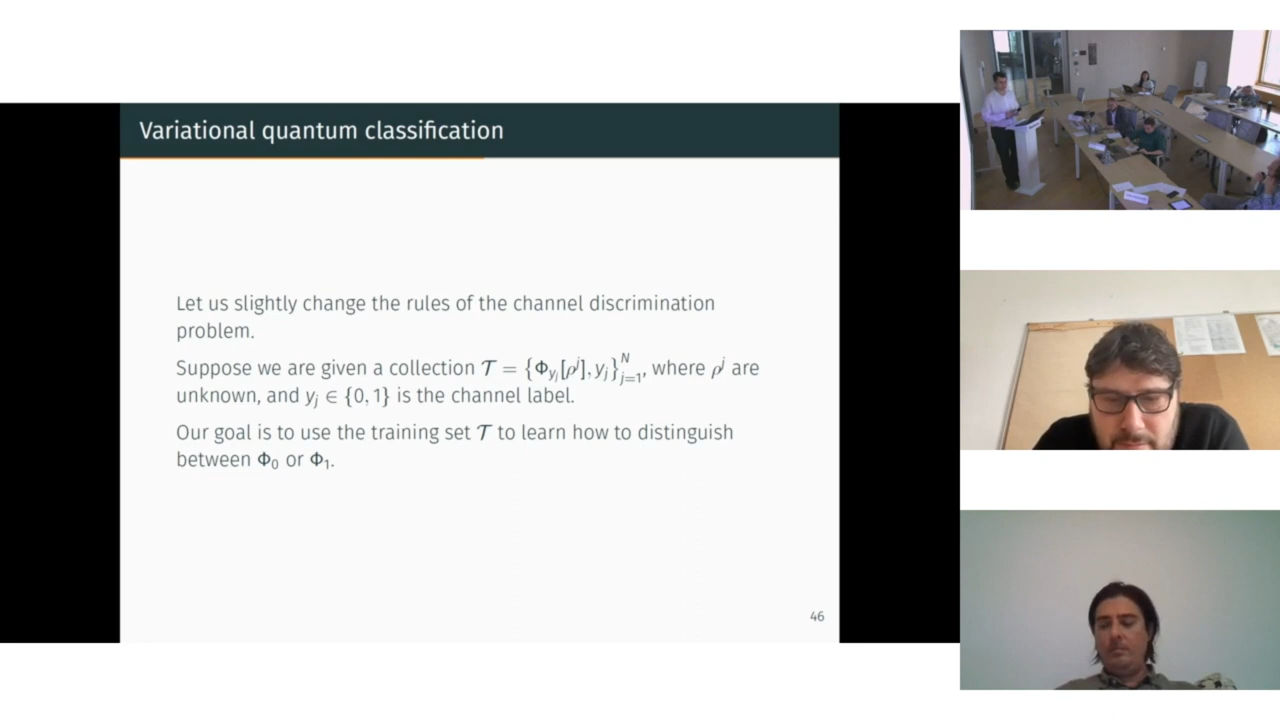 Variational quantum classification
Let us slightly change the rules of the channel discrimination
problem.
Suppose we are given a collection 𝒯 = {Φ_{y_j}[ρ^j], y_j}_{j=1}^N, where ρ^j are
unknown, and y_j ∈ {0, 1} is the channel label.
Our goal is to use the training set 𝒯 to learn how to distinguish
between Φ₀ or Φ₁.
46